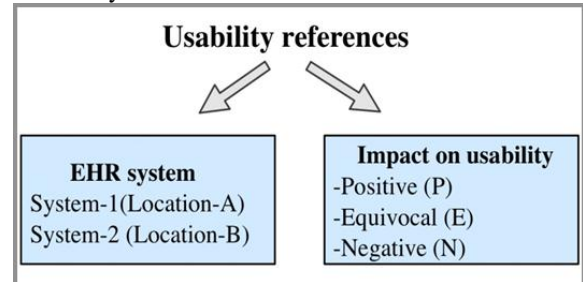 Usability references
EHR system
System-1(Location-A)
System-2 (Location-B)
Impact on usability
-Positive (P)
-Equivocal (E)
-Negative (N)